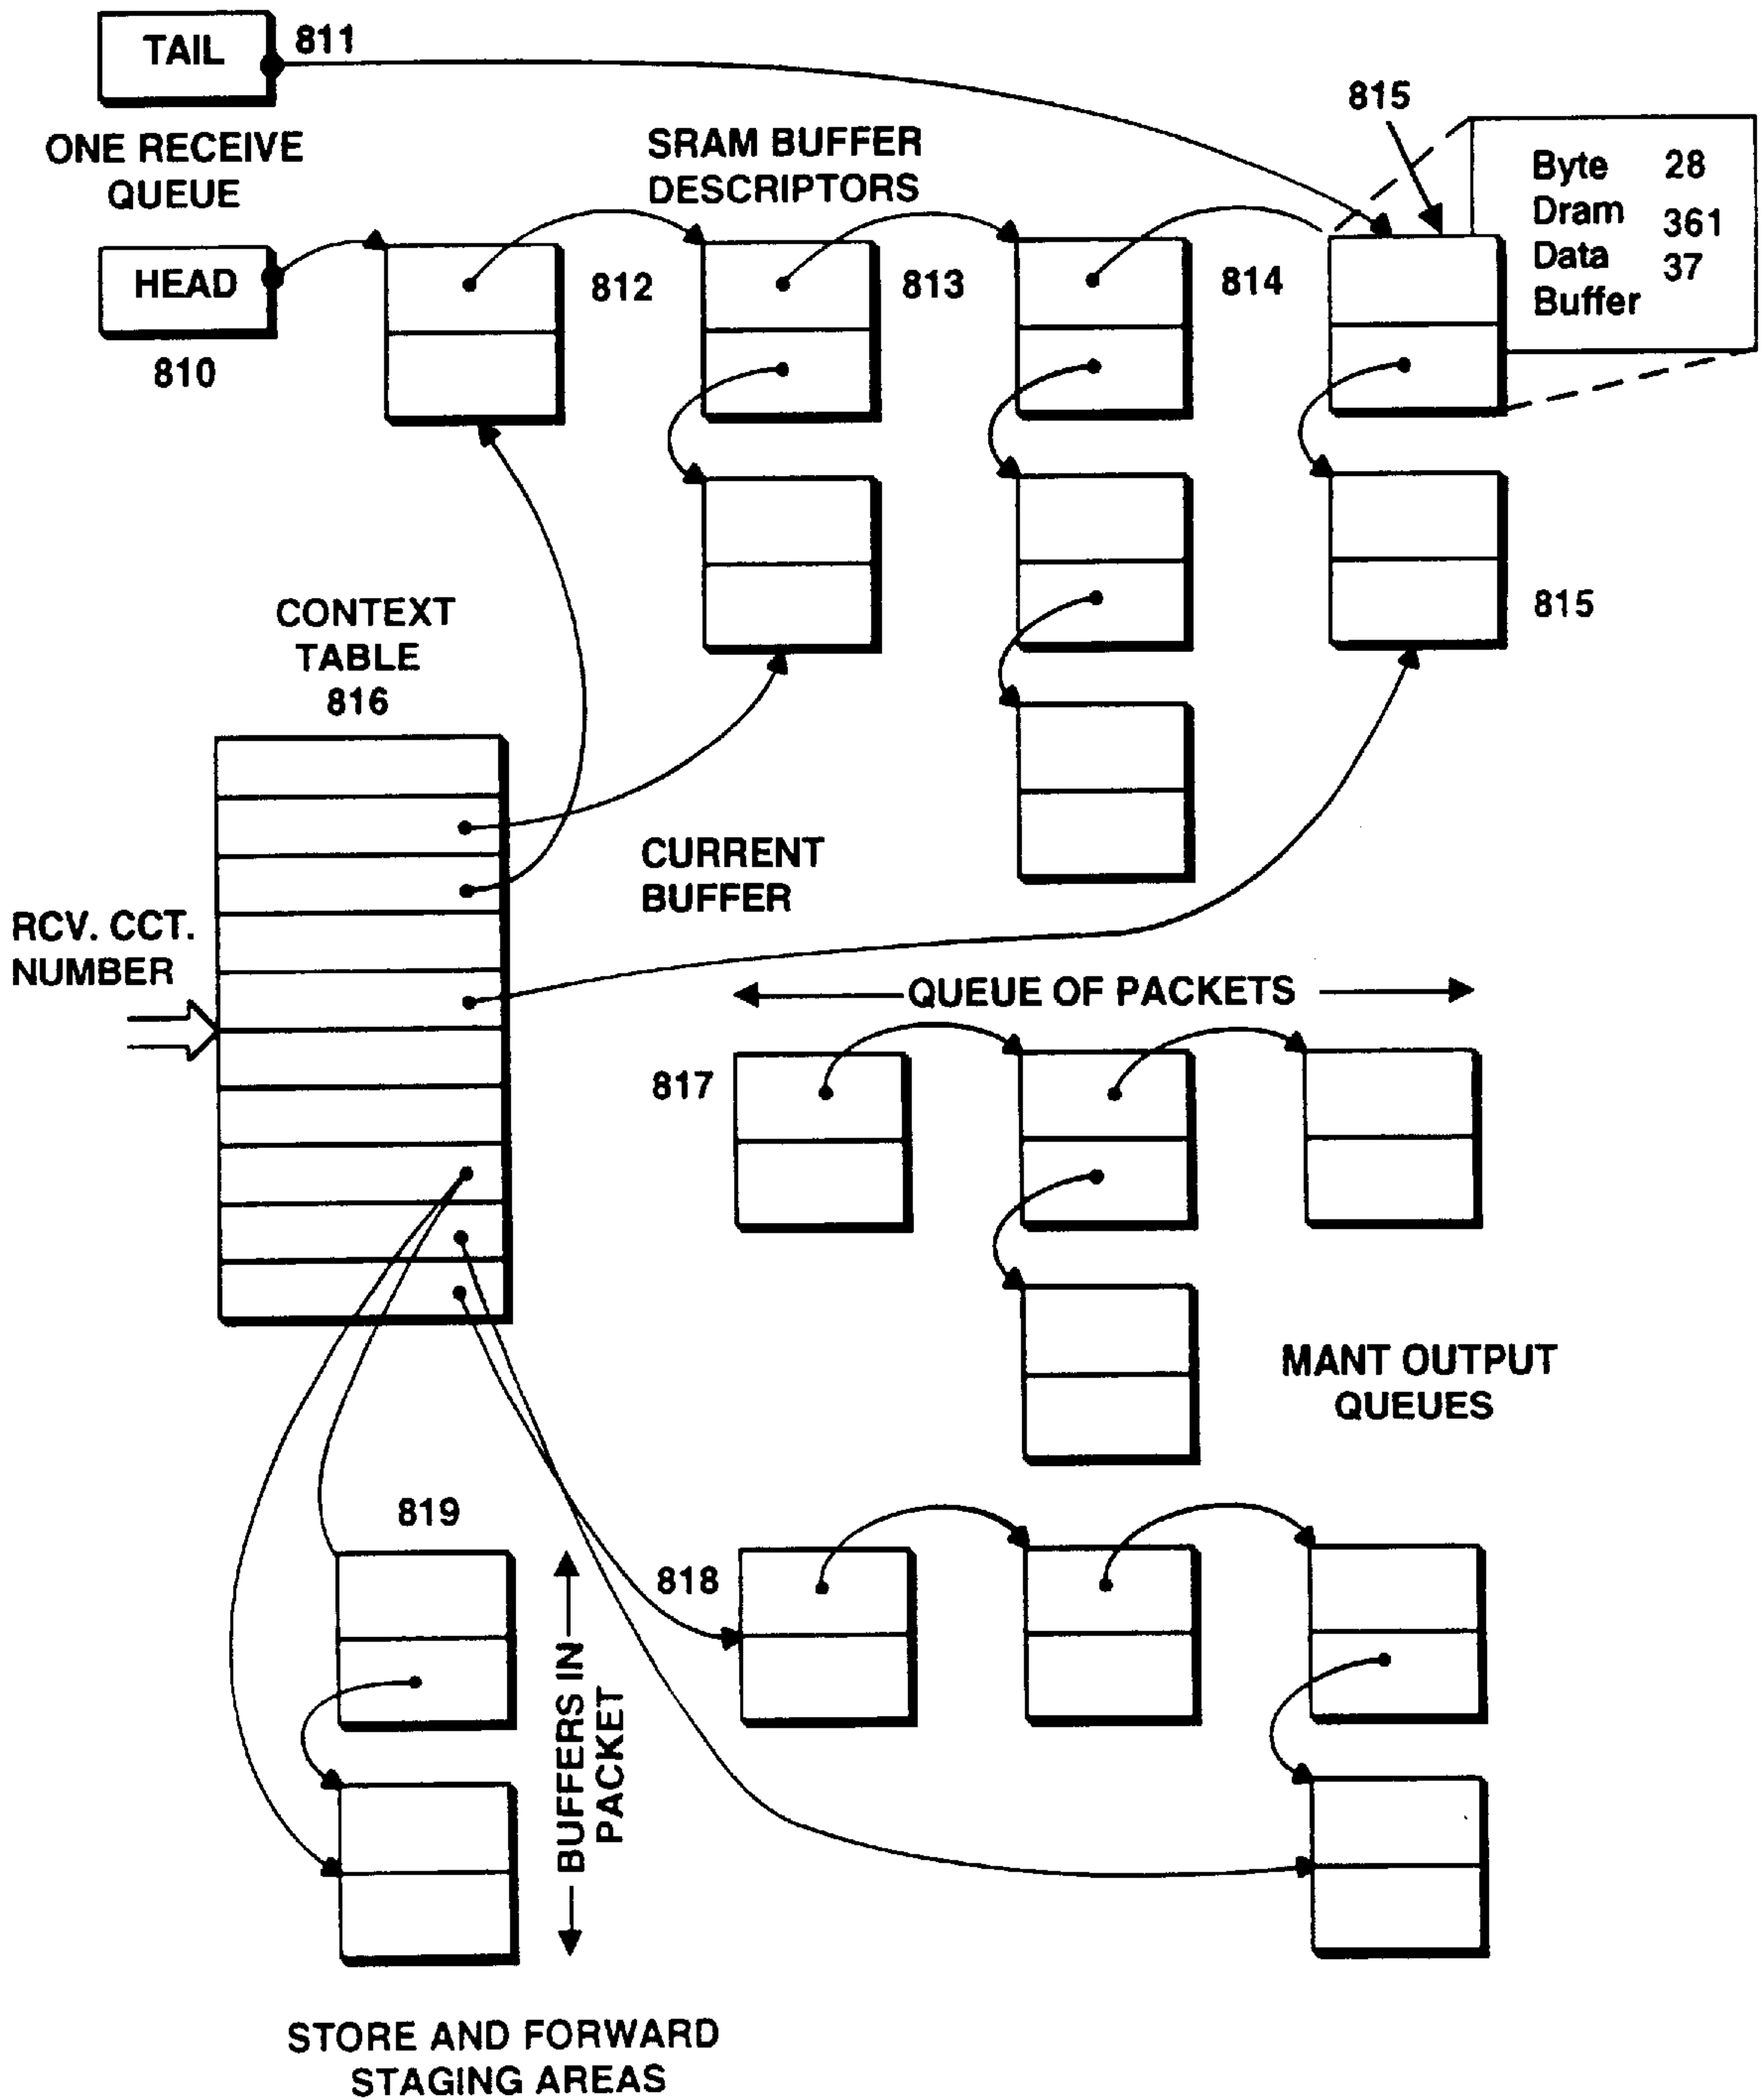 TAIL
811
ONE RECEIVE
QUEUE
SRAM BUFFER
DESCRIPTORS
815
Byte 28
Dram 361
Data 37
Buffer
HEAD
810
812
813
814
815
CONTEXT
TABLE
816
CURRENT
BUFFER
RCV. CCT.
NUMBER
QUEUE OF PACKETS
817
MANT OUTPUT
QUEUES
819
818
BUFFERS IN
PACKET
STORE AND FORWARD
STAGING AREAS